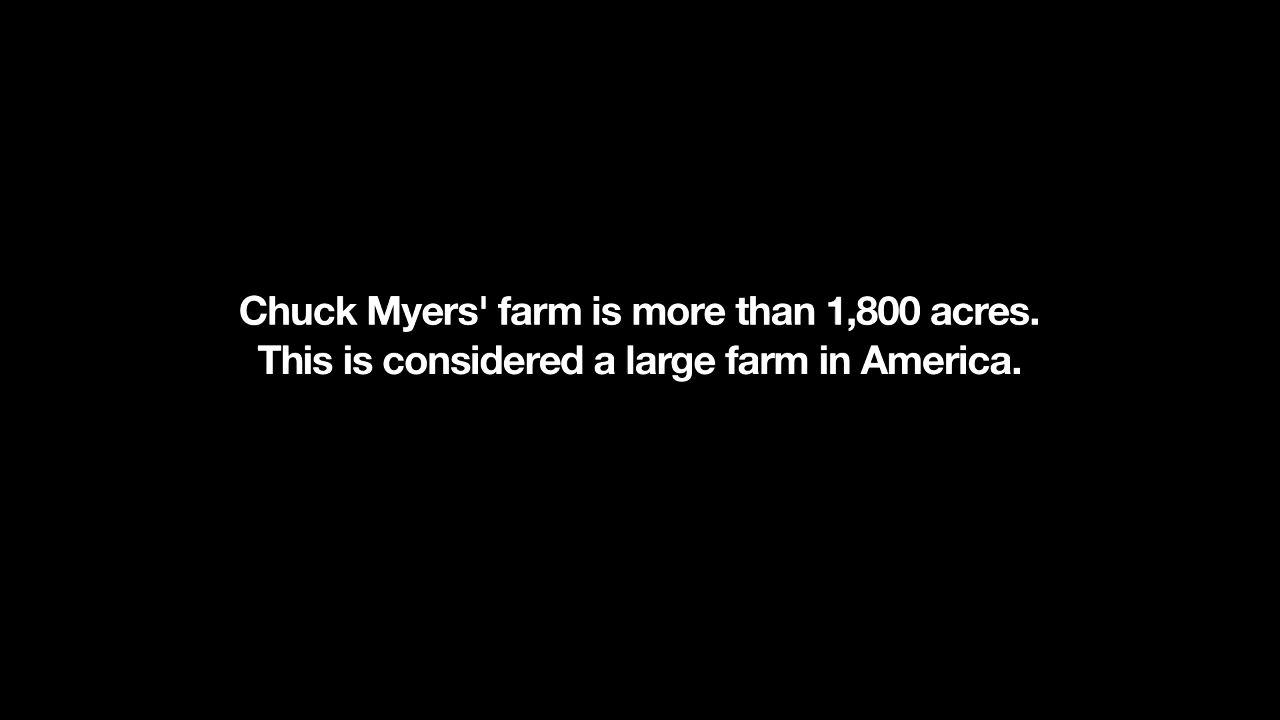 Chuck Myers' farm is more than 1,800 acres.
This is considered a large farm in America.